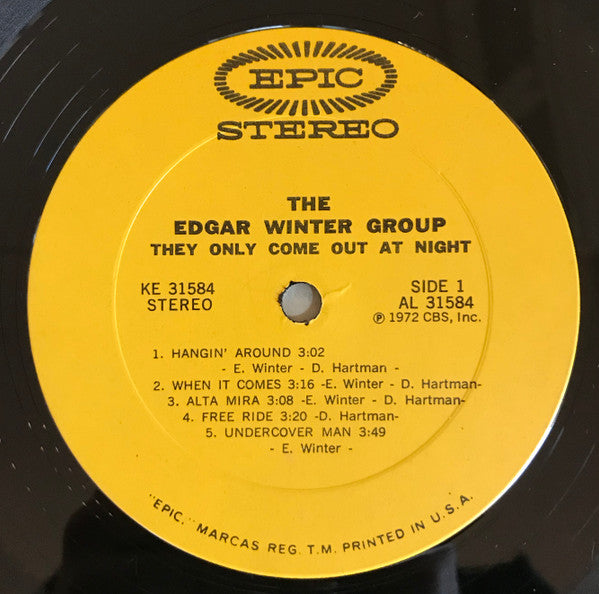 EPIC
STEREO
THE
EDGAR WINTER GROUP
THEY ONLY COME OUT AT NIGHT
KE 31584
STEREO
SIDE 1
AL 31584
℗ 1972 CBS, Inc.
1. HANGIN' AROUND 3:02
- E. Winter - D. Hartman -
2. WHEN IT COMES 3:16 -E. Winter - D. Hartman-
3. ALTA MIRA 3:08 -E. Winter - D. Hartman-
4. FREE RIDE 3:20 -D. Hartman-
5. UNDERCOVER MAN 3:49
- E. Winter -
"EPIC," MARCAS REG. T.M. PRINTED IN U.S.A.